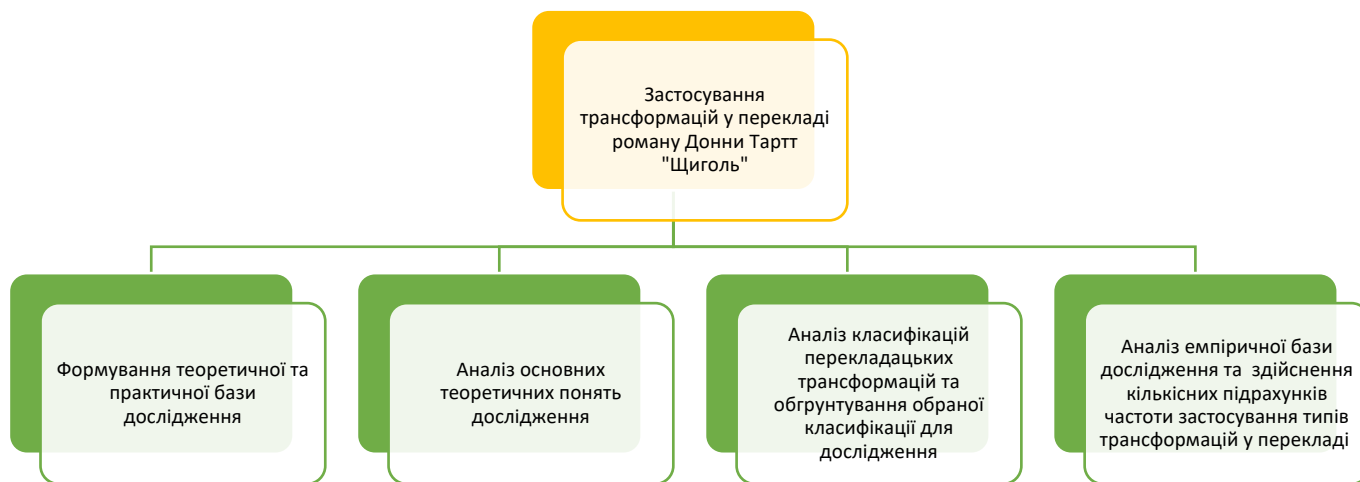 Застосування
трансформацій у перекладі
роману Донни Тартт
"Щиголь"
Формування теоретичної та
практичної бази
дослідження
Аналіз основних
теоретичних понять
дослідження
Аналіз класифікацій
перекладацьких
трансформацій та
обгрунтування обраної
класифікації для
дослідження
Аналіз емпіричної бази
дослідження та здійснення
кількісних підрахунків
частоти застосування типів
трансформацій у перекладі